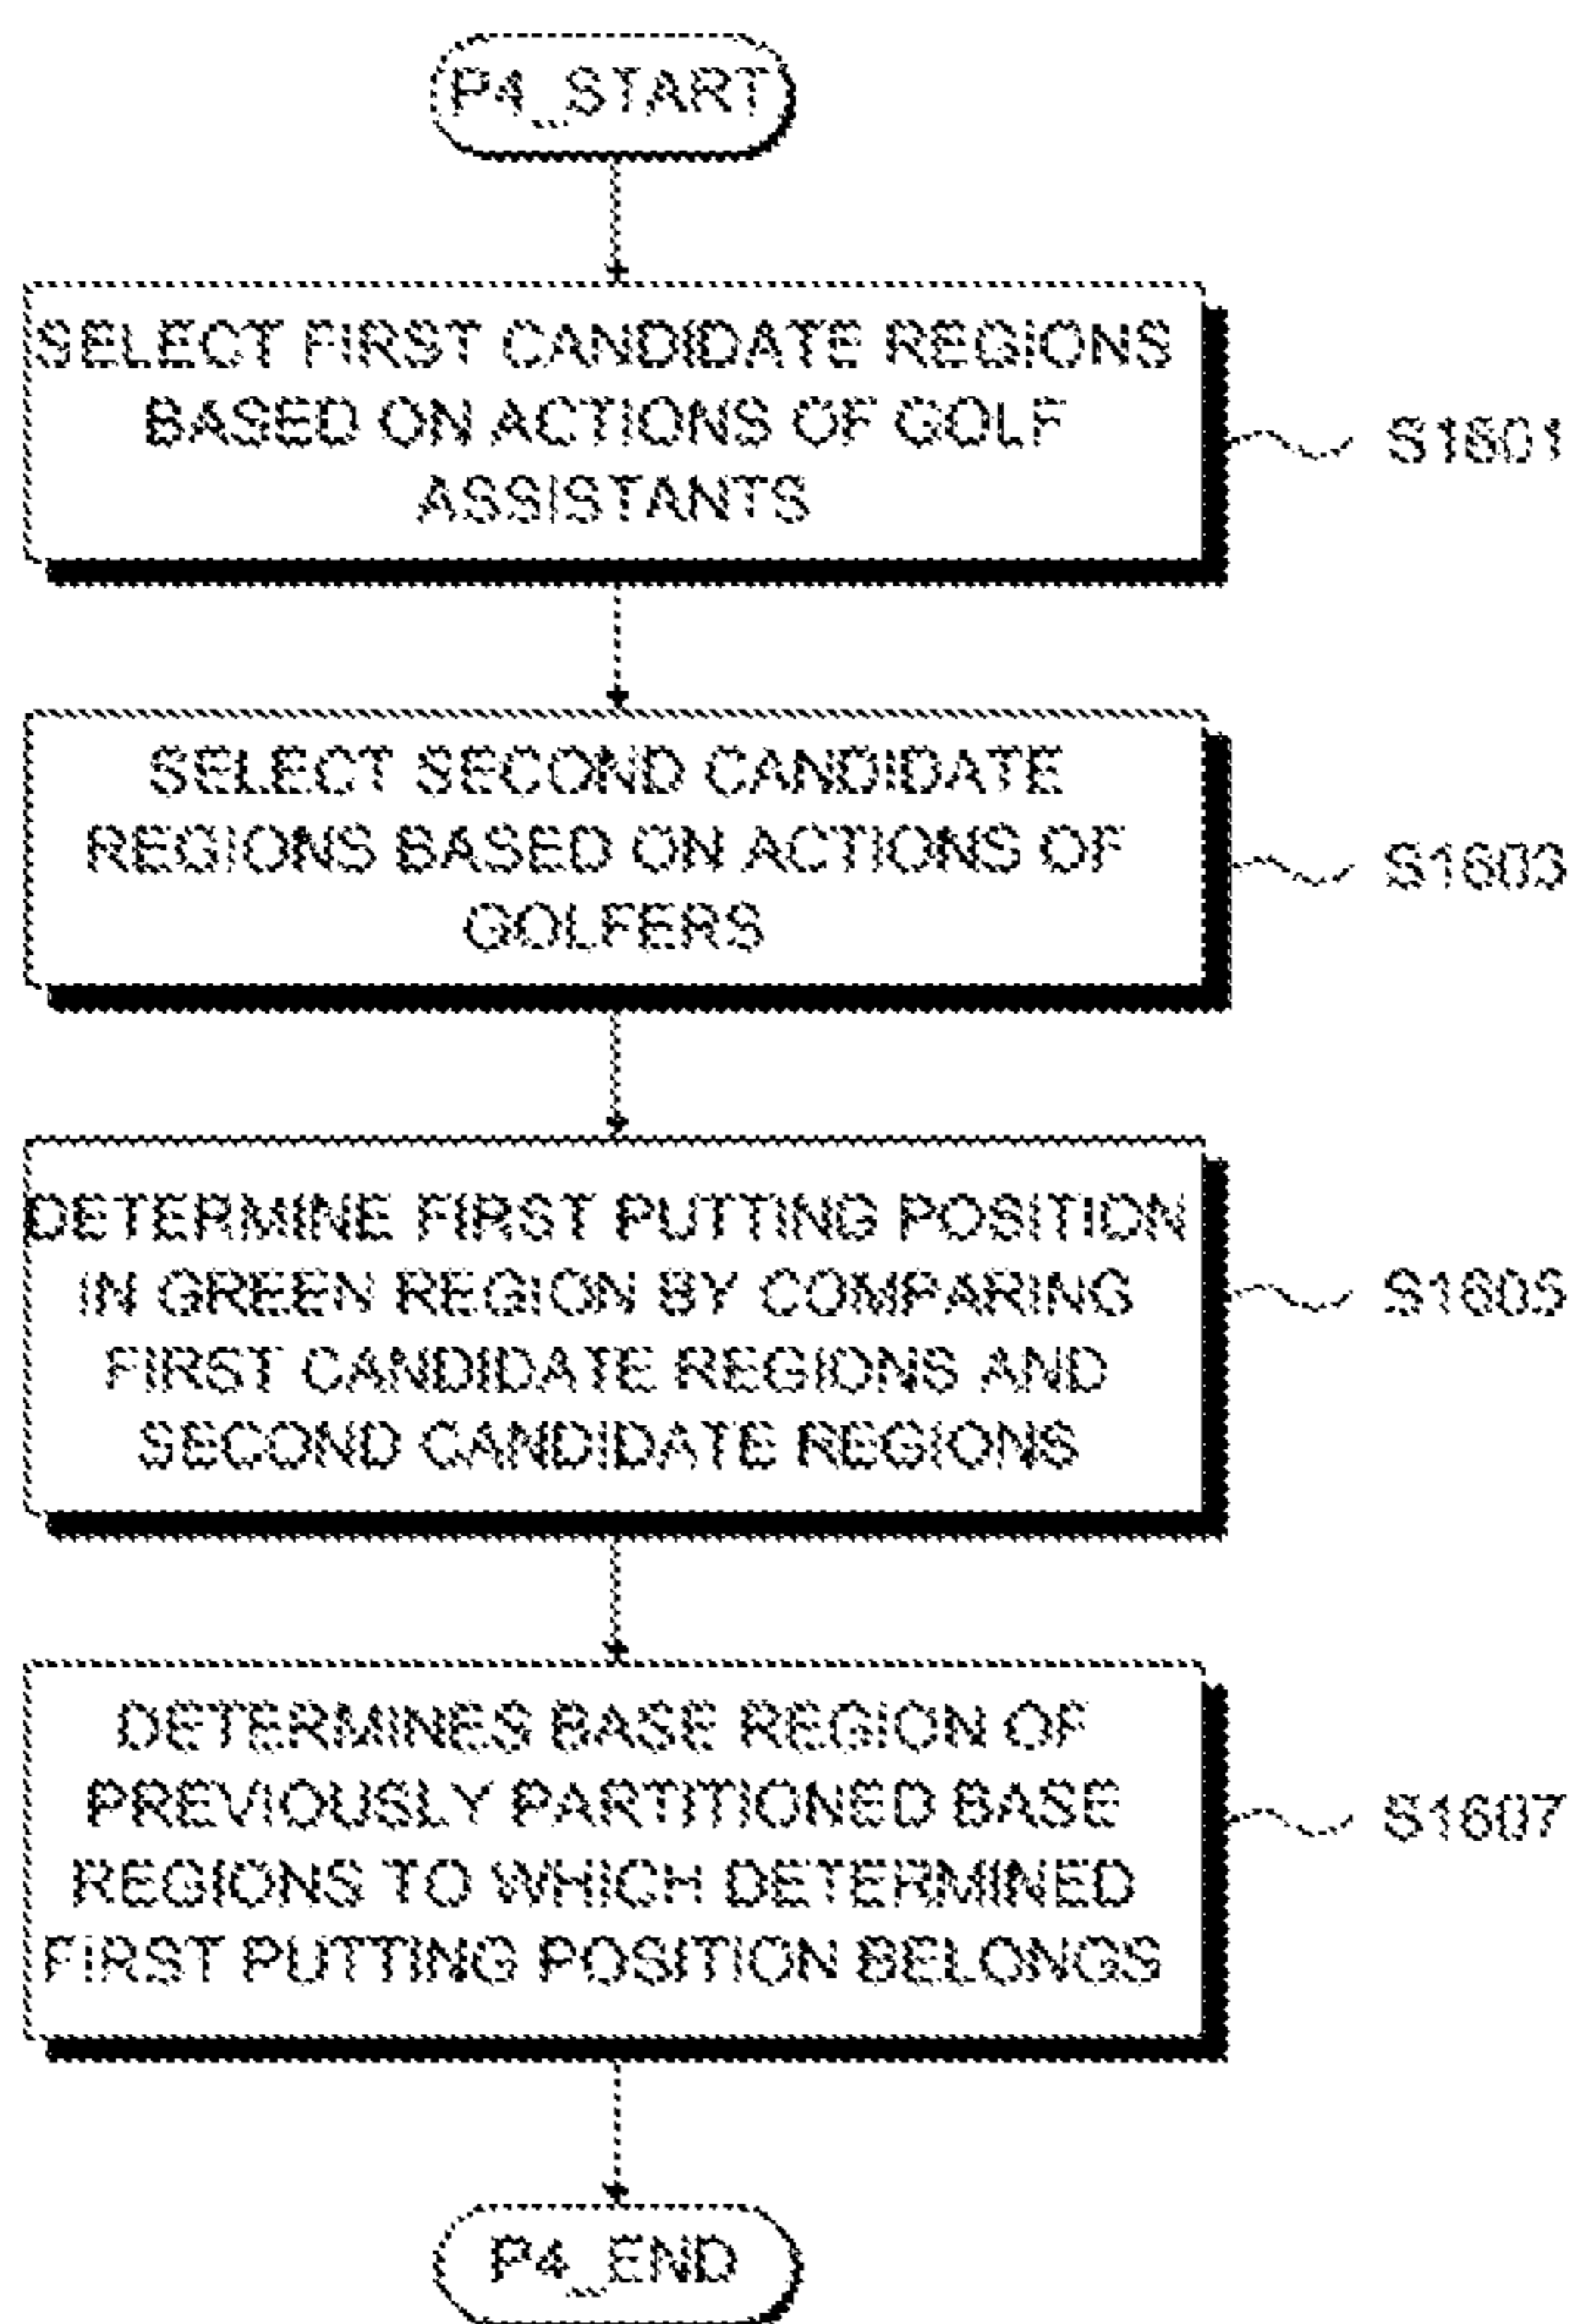 P4_START
SELECT FIRST CANDIDATE REGIONS
BASED ON ACTIONS OF GOLF
ASSISTANTS
S1601
SELECT SECOND CANDIDATE
REGIONS BASED ON ACTIONS OF
GOLFERS
S1603
DETERMINE FIRST PUTTING POSITION
IN GREEN REGION BY COMPARING
FIRST CANDIDATE REGIONS AND
SECOND CANDIDATE REGIONS
S1605
DETERMINES BASE REGION OF
PREVIOUSLY PARTITIONED BASE
REGIONS TO WHICH DETERMINED
FIRST PUTTING POSITION BELONGS
S1607
P4_END